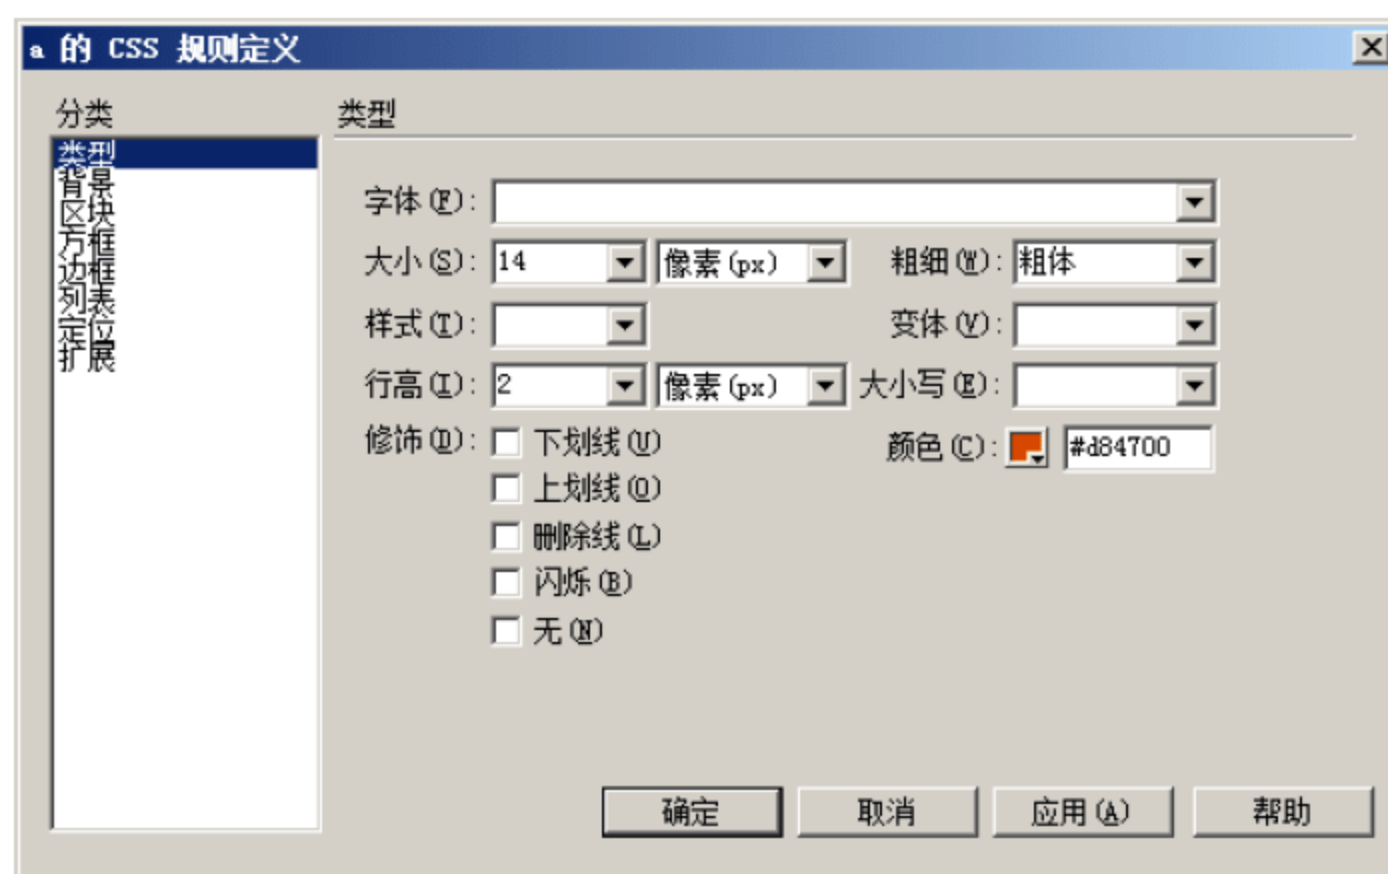 a 的 CSS 规则定义
分类
类型
背景
区块
方框
边框
列表
定位
扩展
类型
字体(F):
大小(S): 14 像素(px) 粗细(W): 粗体
样式(T): 变体(V):
行高(I): 2 像素(px) 大小写(E):
修饰(D): 下划线(U) 颜色(C): #d84700
上划线(O)
删除线(L)
闪烁(B)
无(N)
确定 取消 应用(A) 帮助